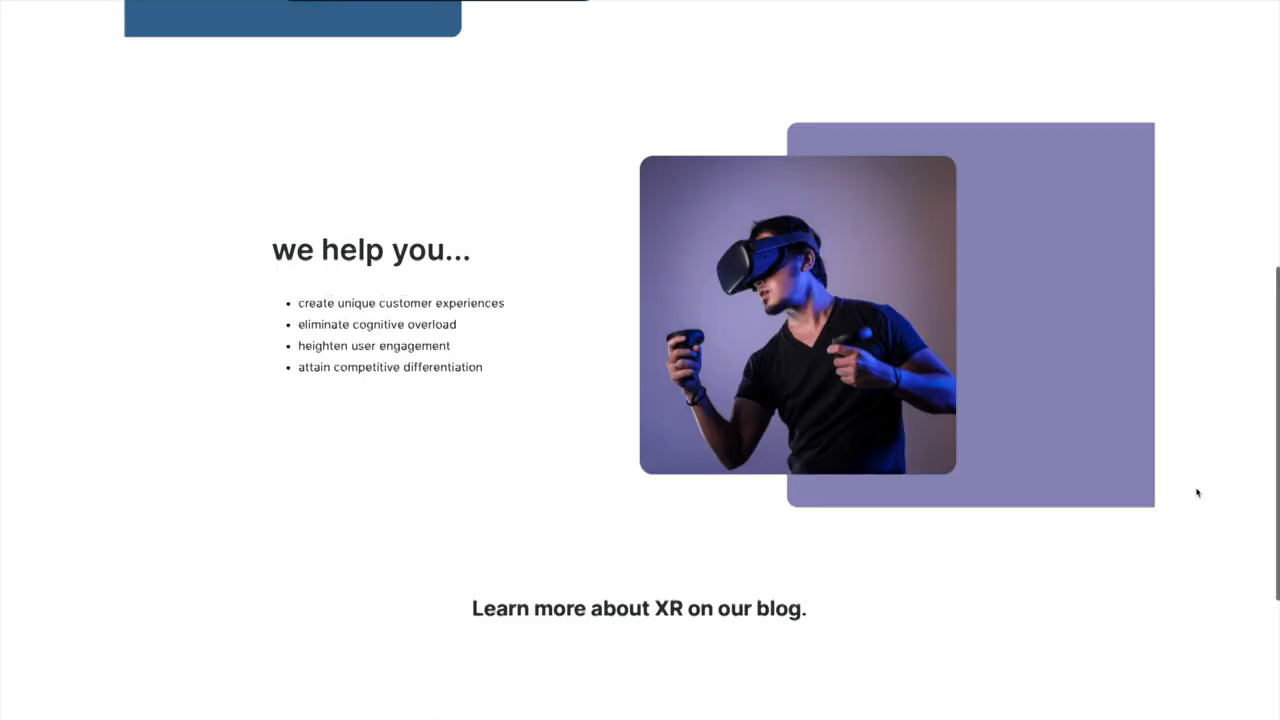 we help you...
create unique customer experiences
eliminate cognitive overload
heighten user engagement
attain competitive differentiation
Learn more about XR on our blog.